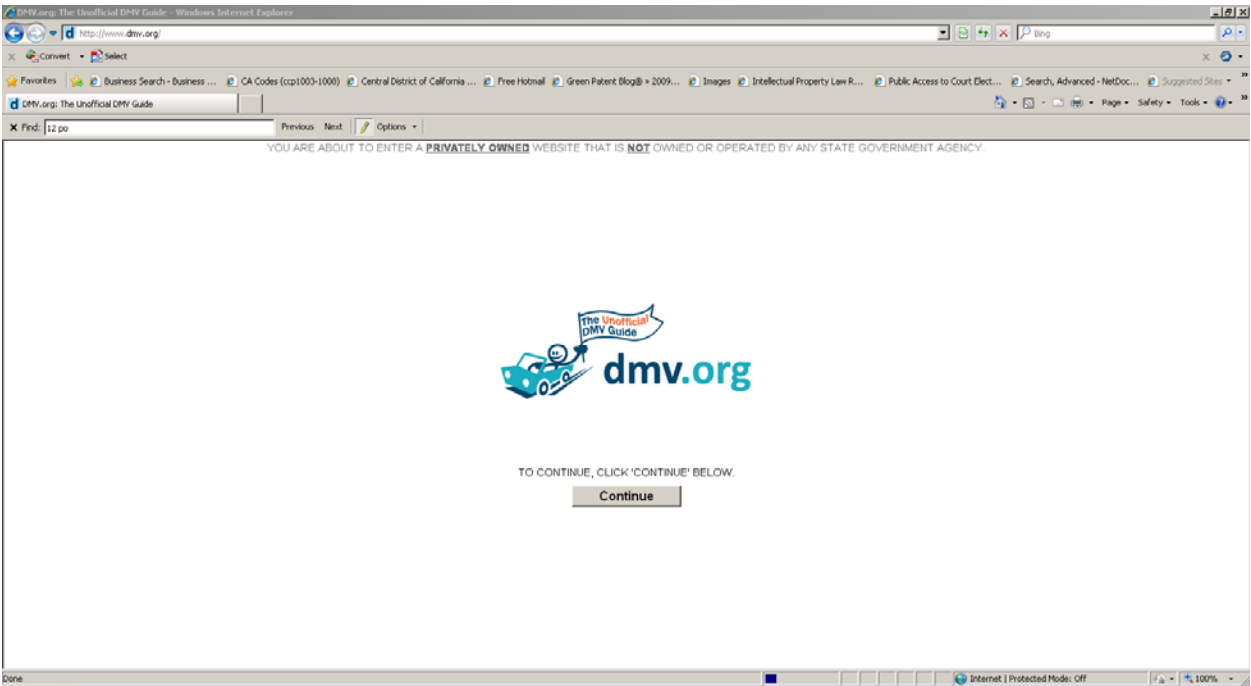 DMV.org: The Unofficial DMV Guide - Windows Internet Explorer
http://www.dmv.org/ Bing
x Convert Select x
Favorites Business Search - Business ... CA Codes (ccp1003-1008) Central District of California ... Free Hotmail Green Patent Blog® » 2009... Images Intellectual Property Law R... Public Access to Court Elect... Search, Advanced - NetDoc... Suggested Sites »
DMV.org: The Unofficial DMV Guide Page Safety Tools »
X Find: 12 po Previous Next Options
YOU ARE ABOUT TO ENTER A PRIVATELY OWNED WEBSITE THAT IS NOT OWNED OR OPERATED BY ANY STATE GOVERNMENT AGENCY.
The Unofficial
DMV Guide
dmv.org
TO CONTINUE, CLICK 'CONTINUE' BELOW.
Continue
Done Internet | Protected Mode: Off 100%